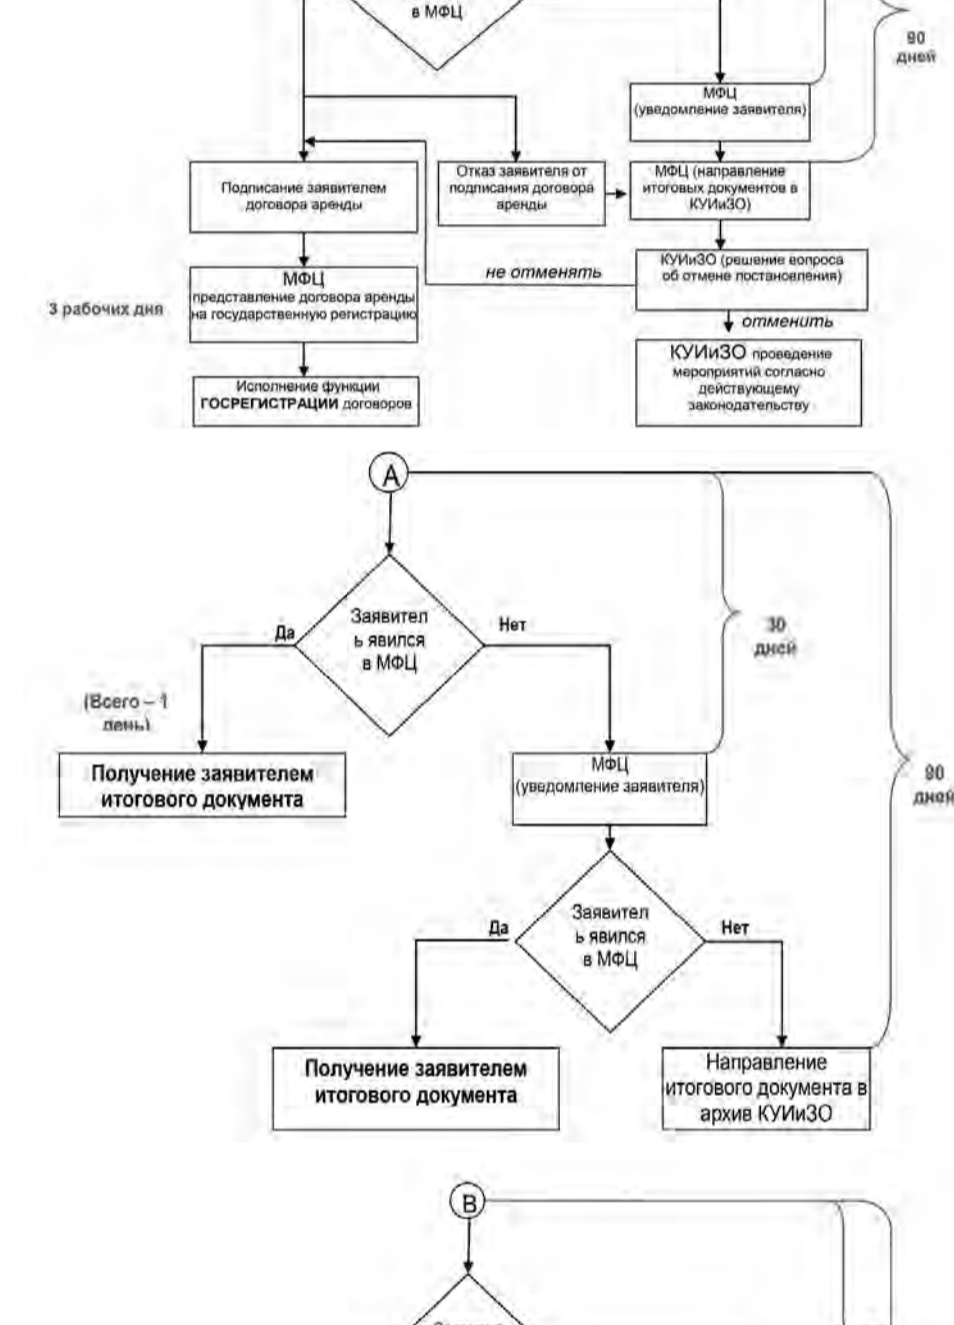 в МФЦ
90
дней
МФЦ
(уведомление заявителя)
Подписание заявителем
договора аренды
Отказ заявителя от
подписания договора
аренды
МФЦ (направление
итоговых документов в
КУИиЗО)
не отменять
КУИиЗО (решение вопроса
об отмене постановления)
3 рабочих дня
МФЦ
представление договора аренды
на государственную регистрацию
отменить
КУИиЗО проведение
мероприятий согласно
действующему
законодательству
Исполнение функции
ГОСРЕГИСТРАЦИИ договоров
А
Заявител
ь явился
в МФЦ
Да
Нет
30
дней
(Всего – 1
день)
Получение заявителем
итогового документа
МФЦ
(уведомление заявителя)
90
дней
Заявител
ь явился
в МФЦ
Да
Нет
Получение заявителем
итогового документа
Направление
итогового документа в
архив КУИиЗО
В